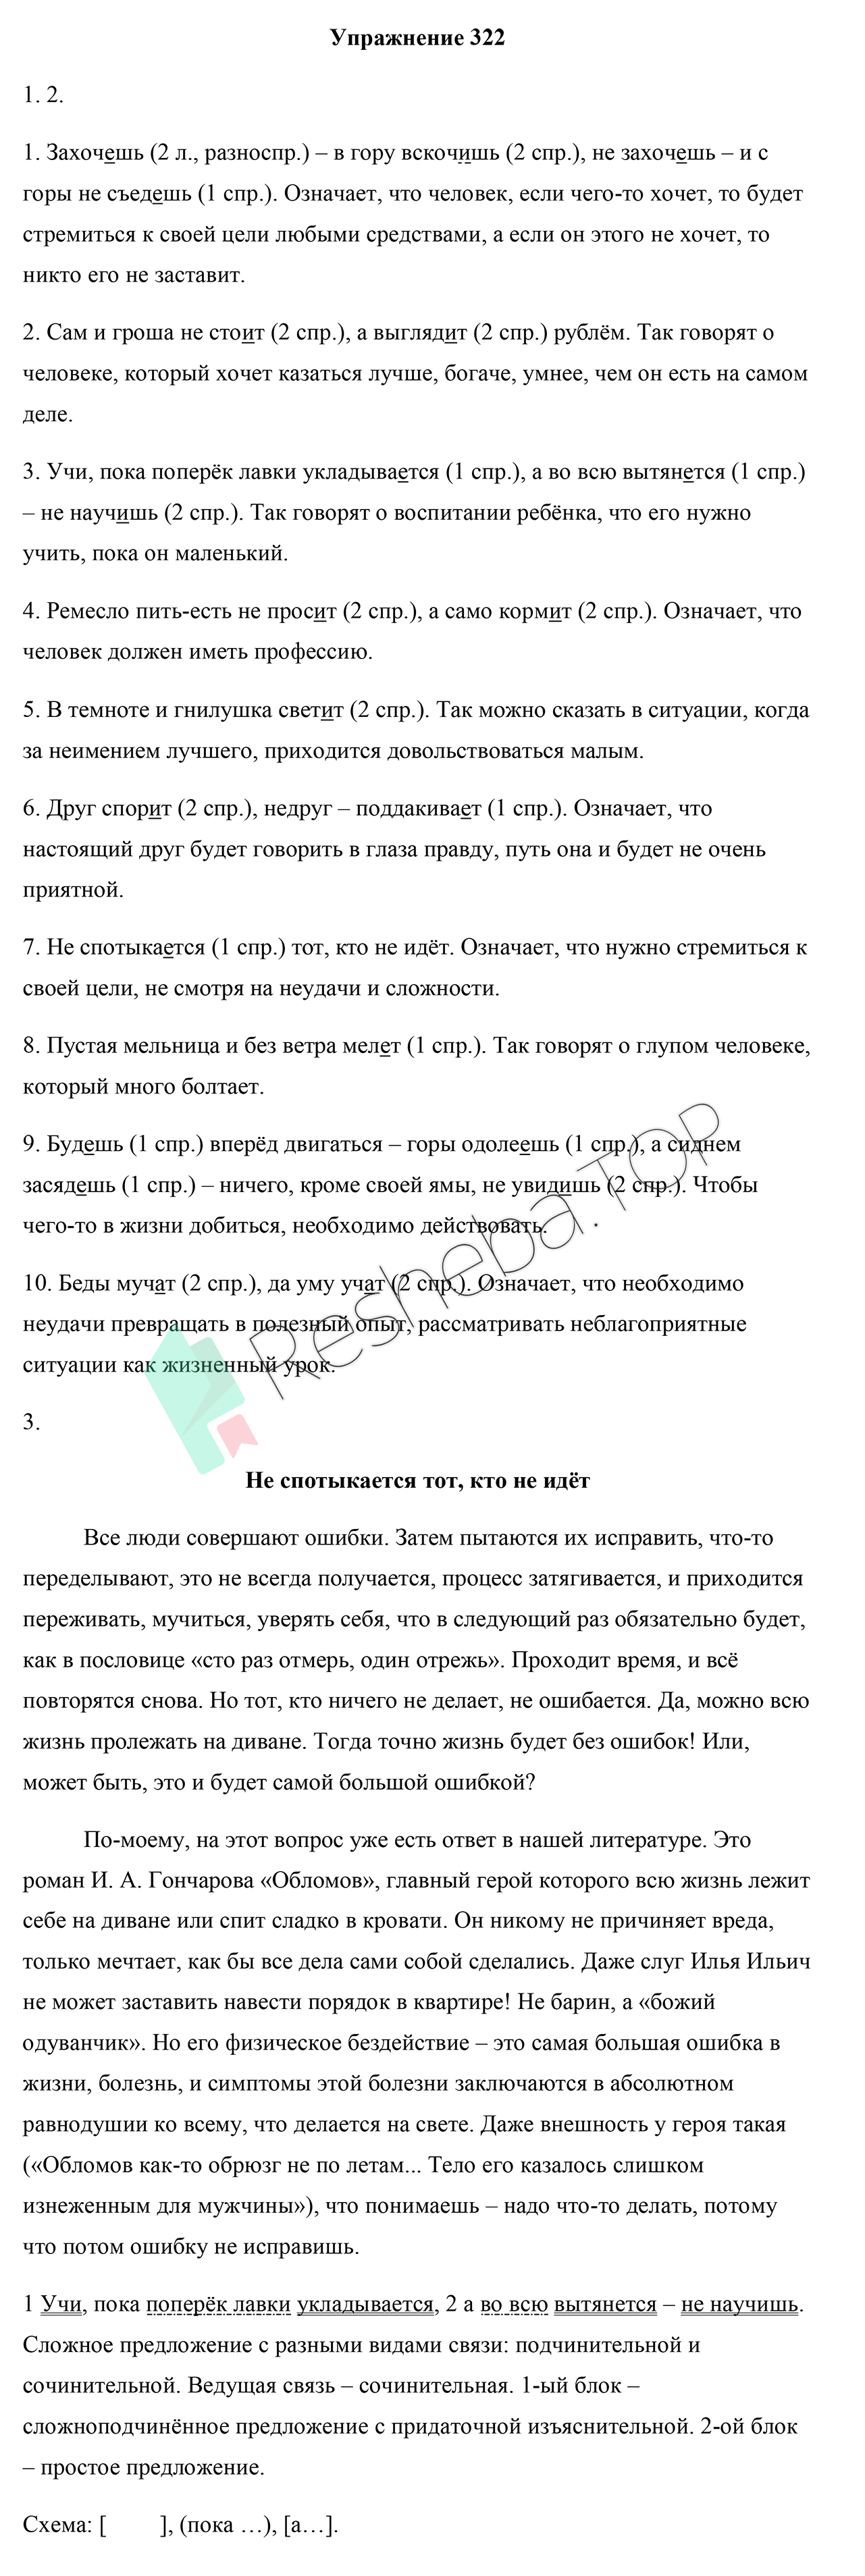 Упражнение 322
1. 2.
1. Захочешь (2 л., разноспр.) – в гору вскочишь (2 спр.), не захочешь – и с
горы не съедешь (1 спр.). Означает, что человек, если чего-то хочет, то будет
стремиться к своей цели любыми средствами, а если он этого не хочет, то
никто его не заставит.
2. Сам и гроша не стоит (2 спр.), а выглядит (2 спр.) рублём. Так говорят о
человеке, который хочет казаться лучше, богаче, умнее, чем он есть на самом
деле.
3. Учи, пока поперёк лавки укладывается (1 спр.), а во всю вытянется (1 спр.)
– не научишь (2 спр.). Так говорят о воспитании ребёнка, что его нужно
учить, пока он маленький.
4. Ремесло пить-есть не просит (2 спр.), а само кормит (2 спр.). Означает, что
человек должен иметь профессию.
5. В темноте и гнилушка светит (2 спр.). Так можно сказать в ситуации, когда
за неимением лучшего, приходится довольствоваться малым.
6. Друг спорит (2 спр.), недруг – поддакивает (1 спр.). Означает, что
настоящий друг будет говорить в глаза правду, путь она и будет не очень
приятной.
7. Не спотыкается (1 спр.) тот, кто не идёт. Означает, что нужно стремиться к
своей цели, не смотря на неудачи и сложности.
8. Пустая мельница и без ветра мелет (1 спр.). Так говорят о глупом человеке,
который много болтает.
9. Будешь (1 спр.) вперёд двигаться – горы одолеешь (1 спр.), а сиднем
засядешь (1 спр.) – ничего, кроме своей ямы, не увидишь (2 спр.). Чтобы
чего-то в жизни добиться, необходимо действовать.
10. Беды мучат (2 спр.), да уму учат (2 спр.). Означает, что необходимо
неудачи превращать в полезный опыт, рассматривать неблагоприятные
ситуации как жизненный урок.
Resheba.TOP
3.
Не спотыкается тот, кто не идёт
Все люди совершают ошибки. Затем пытаются их исправить, что-то
переделывают, это не всегда получается, процесс затягивается, и приходится
переживать, мучиться, уверять себя, что в следующий раз обязательно будет,
как в пословице «сто раз отмерь, один отрежь». Проходит время, и всё
повторятся снова. Но тот, кто ничего не делает, не ошибается. Да, можно всю
жизнь пролежать на диване. Тогда точно жизнь будет без ошибок! Или,
может быть, это и будет самой большой ошибкой?
По-моему, на этот вопрос уже есть ответ в нашей литературе. Это
роман И. А. Гончарова «Обломов», главный герой которого всю жизнь лежит
себе на диване или спит сладко в кровати. Он никому не причиняет вреда,
только мечтает, как бы все дела сами собой сделались. Даже слуг Илья Ильич
не может заставить навести порядок в квартире! Не барин, а «божий
одуванчик». Но его физическое бездействие – это самая большая ошибка в
жизни, болезнь, и симптомы этой болезни заключаются в абсолютном
равнодушии ко всему, что делается на свете. Даже внешность у героя такая
(«Обломов как-то обрюзг не по летам... Тело его казалось слишком
изнеженным для мужчины»), что понимаешь – надо что-то делать, потому
что потом ошибку не исправишь.
1 Учи, пока поперёк лавки укладывается, 2 а во всю вытянется – не научишь.
Сложное предложение с разными видами связи: подчинительной и
сочинительной. Ведущая связь – сочинительная. 1-ый блок –
сложноподчинённое предложение с придаточной изъяснительной. 2-ой блок
– простое предложение.
Схема: [ ], (пока …), [а…].